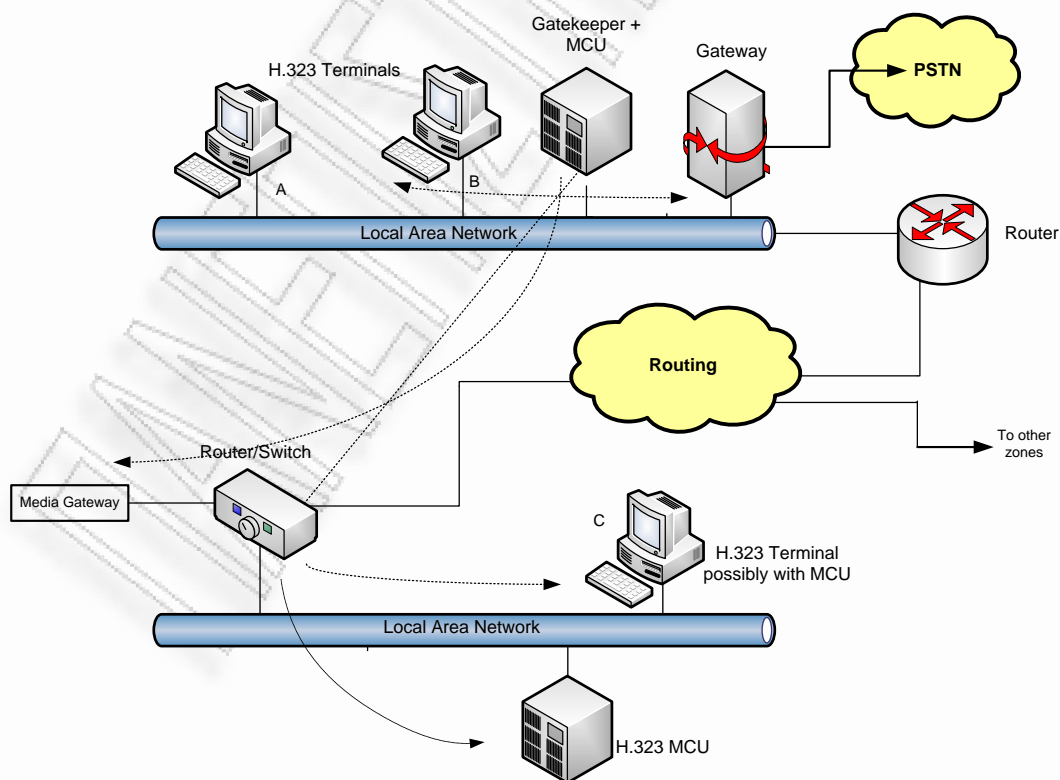 Gatekeeper +
MCU
Gateway
PSTN
H.323 Terminals
A
B
Local Area Network
Router
Routing
To other
zones
Router/Switch
Media Gateway
C
H.323 Terminal
possibly with MCU
Local Area Network
H.323 MCU